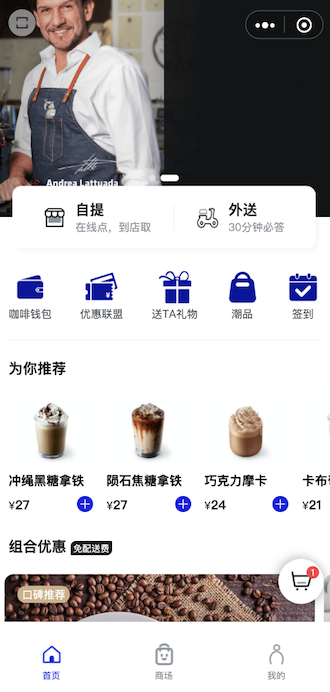 Andrea Lattuada
自提
在线点，到店取
外送
30分钟必答
咖啡钱包
优惠联盟
送TA礼物
潮品
签到
为你推荐
冲绳黑糖拿铁
陨石焦糖拿铁
巧克力摩卡
¥27
¥27
¥24
¥21
组合优惠 免配送费
1
口碑推荐
首页
商场
我的